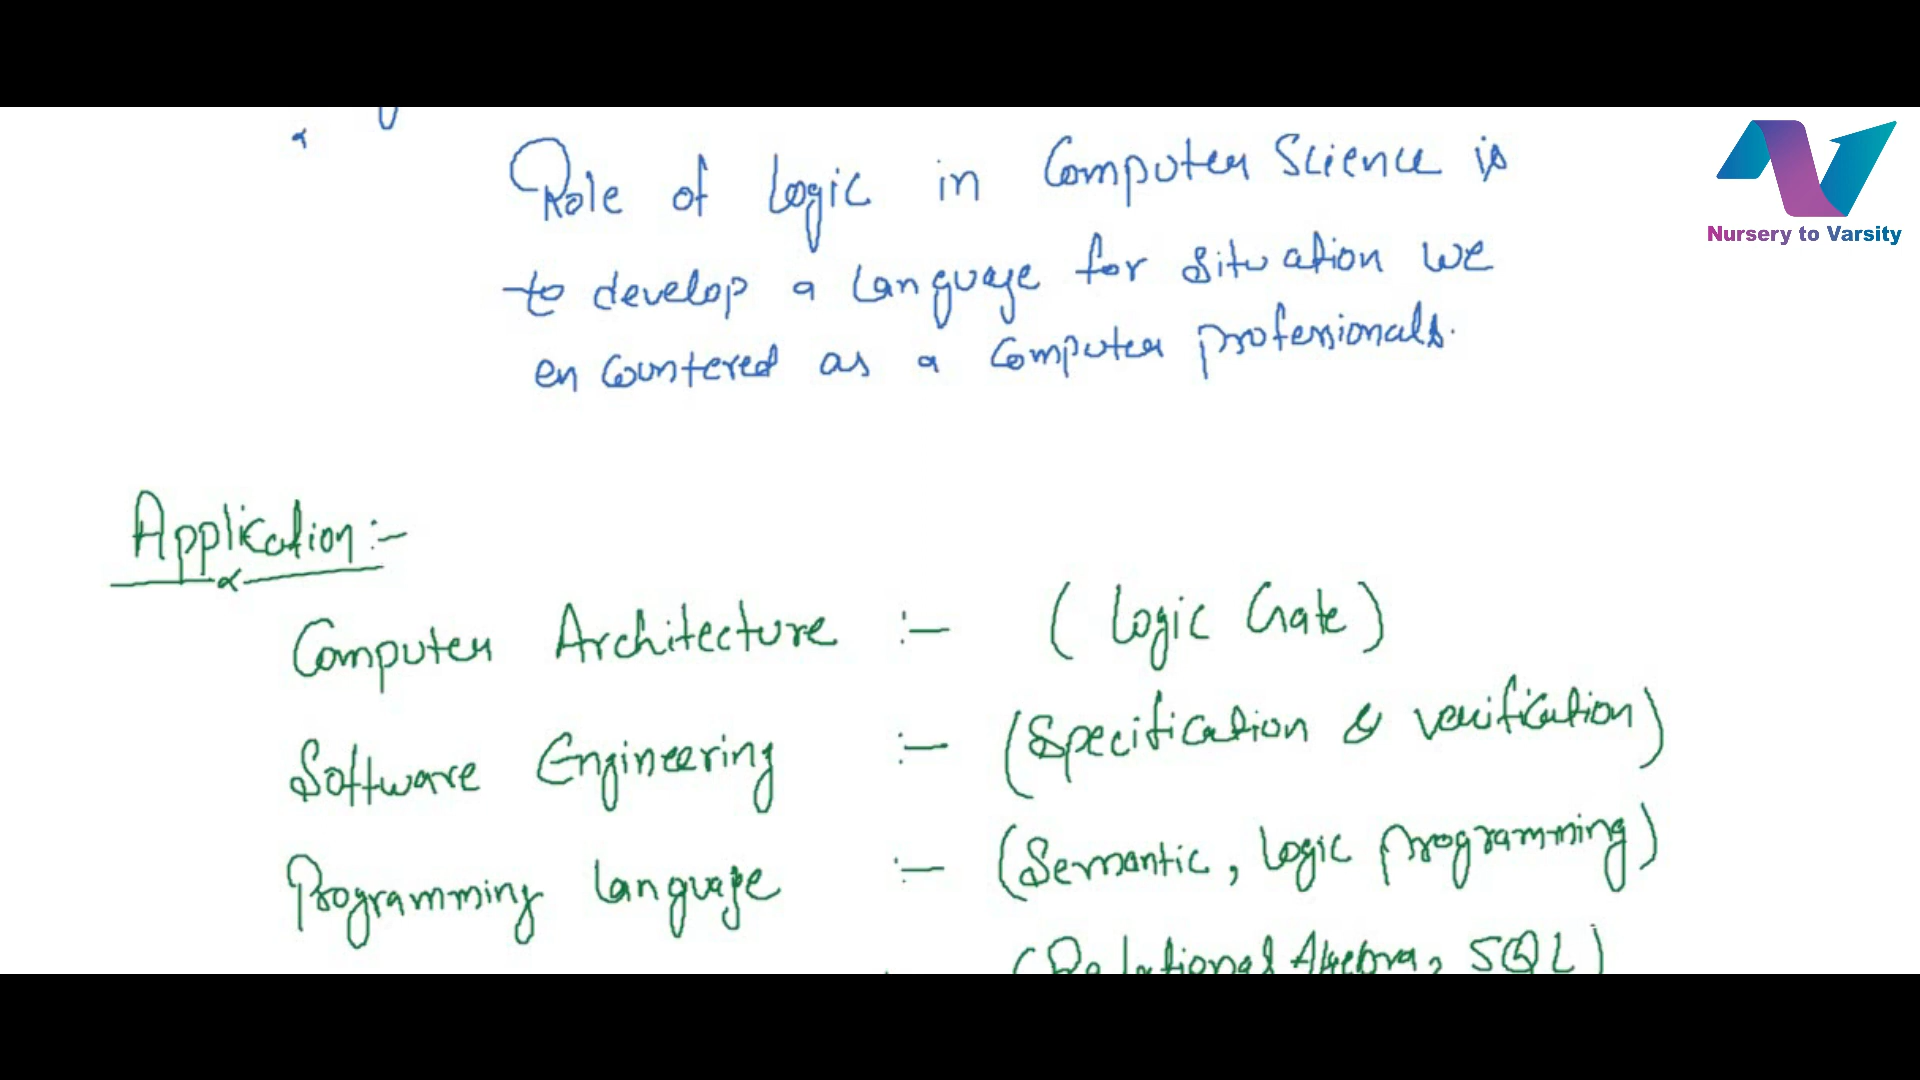 Role of Logic in Computer Science is
to develop a language for situation we
encountered as a computer professionals.
Nursery to Varsity
Application :-
Computer Architecture :- (Logic Gate)
Software Engineering :- (Specification & verification)
Programming Language :- (Semantic, Logic programming)
(Relational Algebra, SQL)